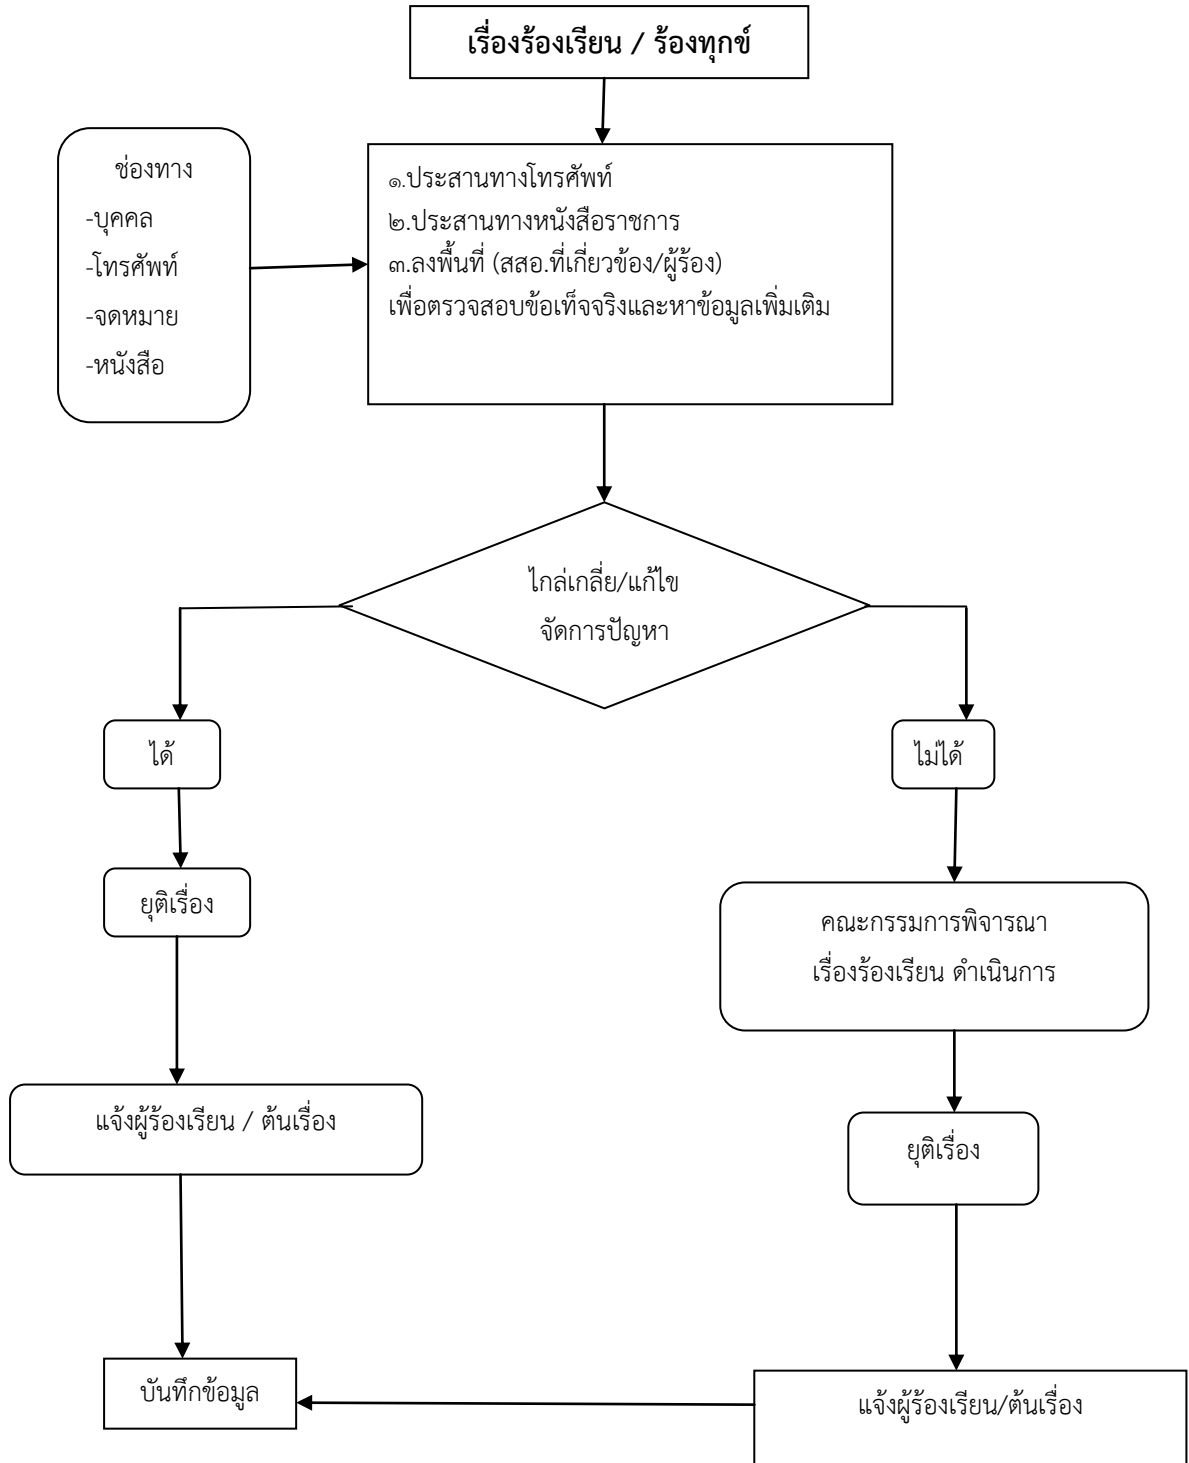 เรื่องร้องเรียน / ร้องทุกข์
ช่องทาง
-บุคคล
-โทรศัพท์
-จดหมาย
-หนังสือ
๑.ประสานทางโทรศัพท์
๒.ประสานทางหนังสือราชการ
๓.ลงพื้นที่ (สสอ.ที่เกี่ยวข้อง/ผู้ร้อง)
เพื่อตรวจสอบข้อเท็จจริงและหาข้อมูลเพิ่มเติม
ไกล่เกลี่ย/แก้ไข
จัดการปัญหา
ได้
ไม่ได้
ยุติเรื่อง
คณะกรรมการพิจารณา
เรื่องร้องเรียน ดำเนินการ
แจ้งผู้ร้องเรียน / ต้นเรื่อง
ยุติเรื่อง
บันทึกข้อมูล
แจ้งผู้ร้องเรียน/ต้นเรื่อง